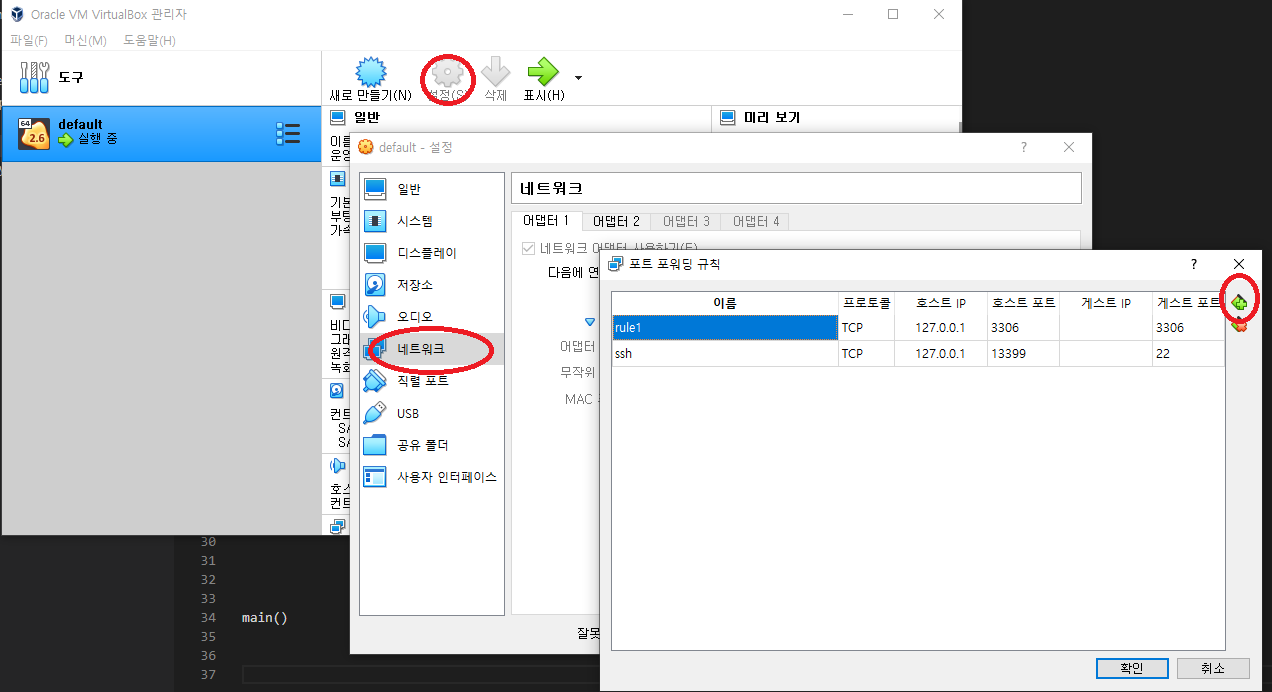 Oracle VM VirtualBox 관리자
파일(F) 머신(M) 도움말(H)
도구
새로 만들기(N) 설정(S) 삭제 표시(H)
64
2.6
default
실행 중
일반
미리 보기
default - 설정
?
일반
시스템
디스플레이
저장소
오디오
네트워크
직렬 포트
USB
공유 폴더
사용자 인터페이스
네트워크
어댑터 1 어댑터 2 어댑터 3 어댑터 4
네트워크 어댑터 사용하기(E)
다음에 연
어댑터
무작위
MAC
잘못
포트 포워딩 규칙
?
이름 프로토콜 호스트 IP 호스트 포트 게스트 IP 게스트 포트
rule1 TCP 127.0.0.1 3306 3306
ssh TCP 127.0.0.1 13399 22
확인 취소
이름
운영
기본
부팅
가속
비디
그래
원격
녹화
컨트
SA
SA
호스
컨트
30
31
32
33
34 main()
35
36
37